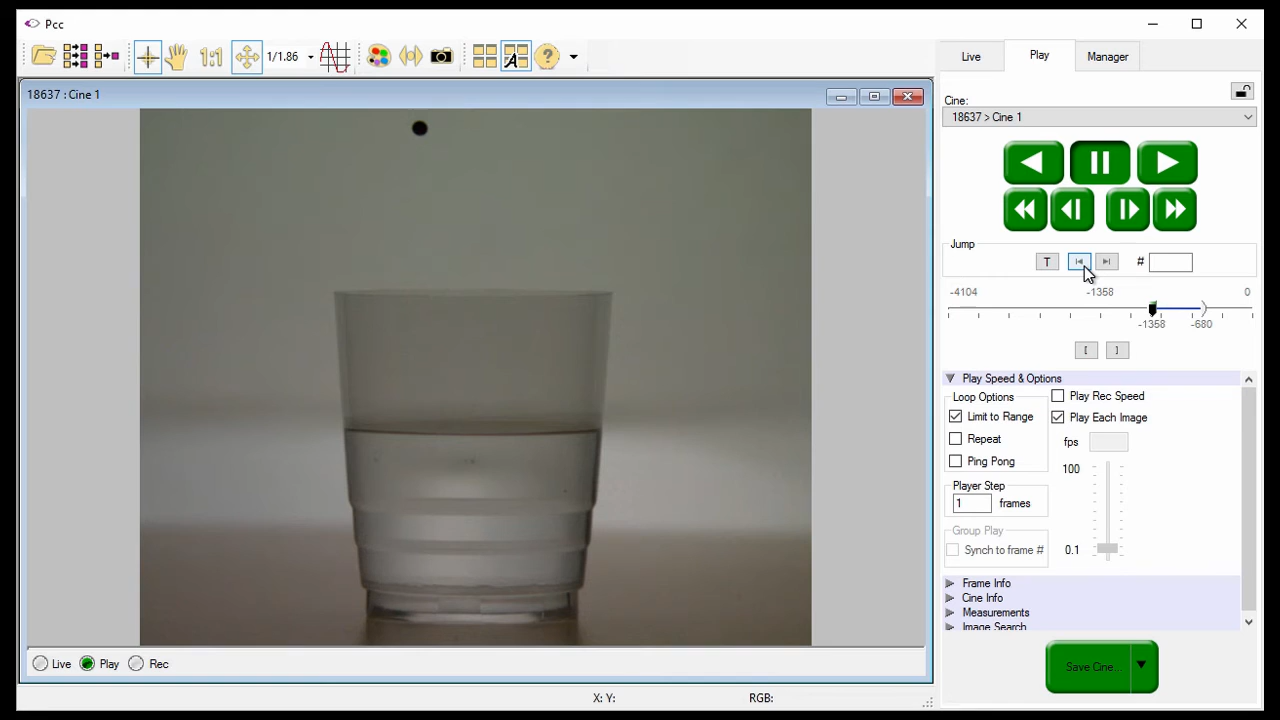 Pcc
1:1
1/1.86
A
?
Live
Play
Manager
18637 : Cine 1
Cine:
18637 > Cine 1
Jump
T
#
-4104
-1358
0
-1358
-680
[
]
Play Speed & Options
Loop Options
Play Rec Speed
Limit to Range
Play Each Image
Repeat
fps
Ping Pong
100
Player Step
1
frames
Group Play
Synch to frame #
0.1
Frame Info
Cine Info
Measurements
Image Search
Live
Play
Rec
Save Cine...
X: Y:
RGB: